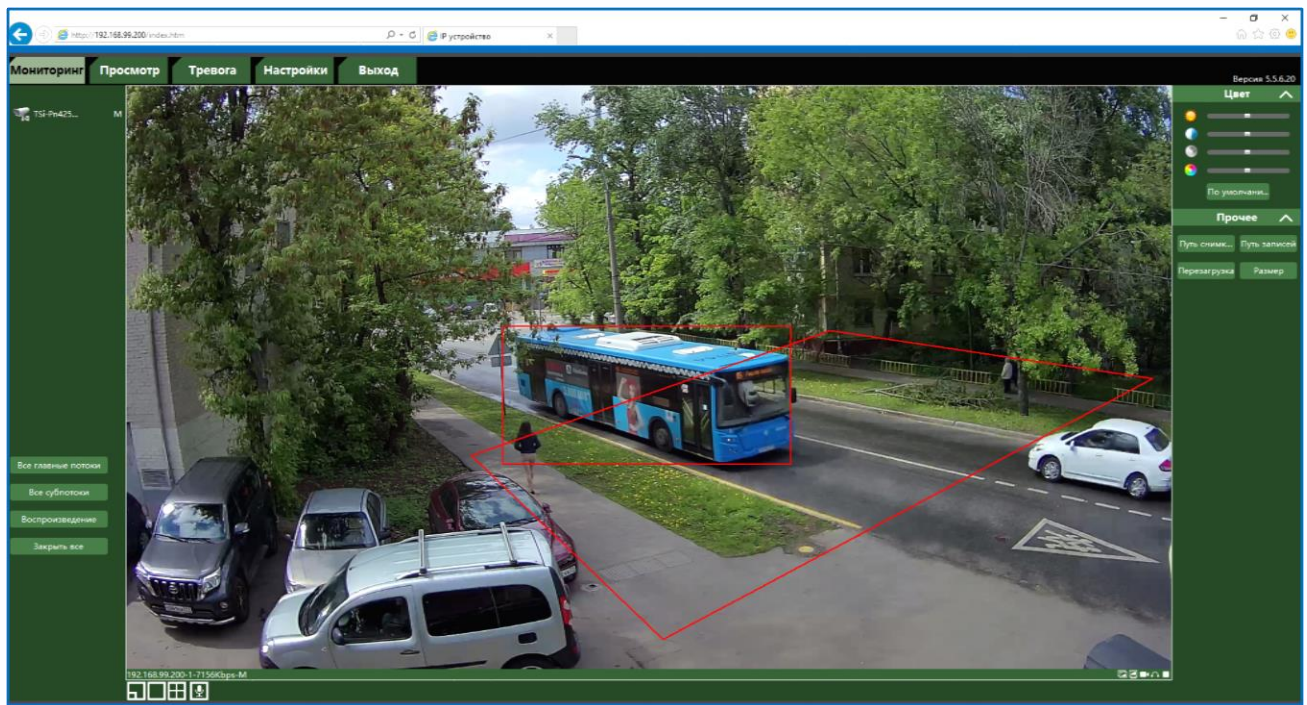 http://192.168.99.200/index.htm
IP устройство
Мониторинг Просмотр Тревога Настройки Выход
Версия 5.5.6.20
TSi-Pn425... M
Цвет
По умолчани...
Прочее
Путь снимк... Путь записей
Перезагрузка Размер
Все главные потоки
Все субпотоки
Воспроизведение
Закрыть все
192.168.99.200-1-7156Kbps-M